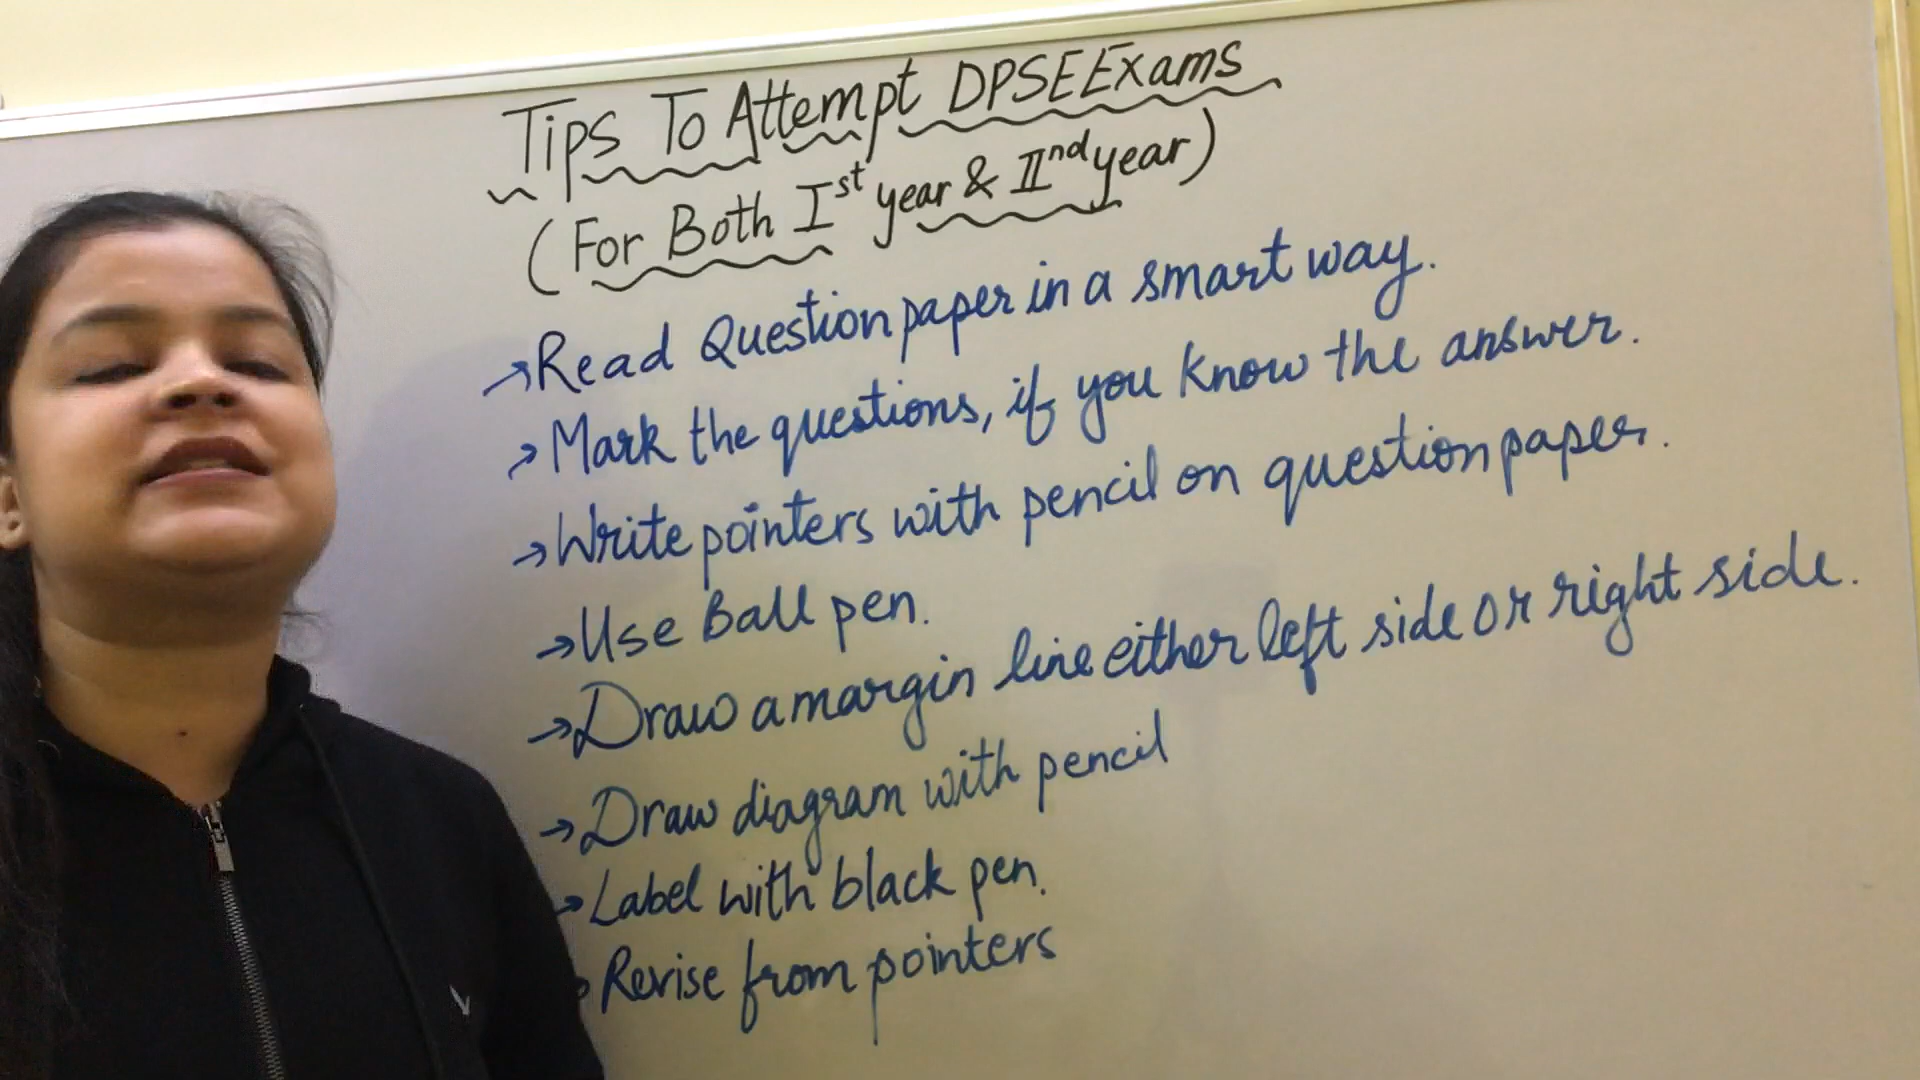 Tips To Attempt DPSE Exams
(For Both Ist year & IInd year)
→Read Question paper in a smart way.
→Mark the questions, if you know the answer.
→Write pointers with pencil on question paper.
→Use Ball pen.
→Draw a margin line either left side or right side.
→Draw diagram with pencil
→Label with black pen.
→Revise from pointers